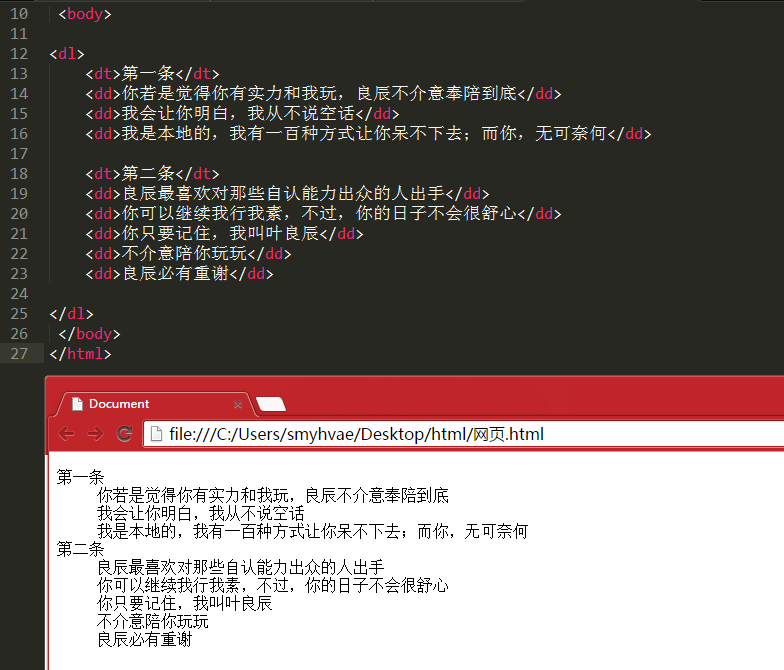 10 <body>
11
12 <dl>
13 <dt>第一条</dt>
14 <dd>你若是觉得你有实力和我玩，良辰不介意奉陪到底</dd>
15 <dd>我会让你明白，我从不说空话</dd>
16 <dd>我是本地的，我有一百种方式让你呆不下去；而你，无可奈何</dd>
17
18 <dt>第二条</dt>
19 <dd>良辰最喜欢对那些自认能力出众的人出手</dd>
20 <dd>你可以继续我行我素，不过，你的日子不会很舒心</dd>
21 <dd>你只要记住，我叫叶良辰</dd>
22 <dd>不介意陪你玩玩</dd>
23 <dd>良辰必有重谢</dd>
24
25 </dl>
26 </body>
27 </html>
Document
file:///C:/Users/smyhvae/Desktop/html/网页.html
第一条
你若是觉得你有实力和我玩，良辰不介意奉陪到底
我会让你明白，我从不说空话
我是本地的，我有一百种方式让你呆不下去；而你，无可奈何
第二条
良辰最喜欢对那些自认能力出众的人出手
你可以继续我行我素，不过，你的日子不会很舒心
你只要记住，我叫叶良辰
不介意陪你玩玩
良辰必有重谢